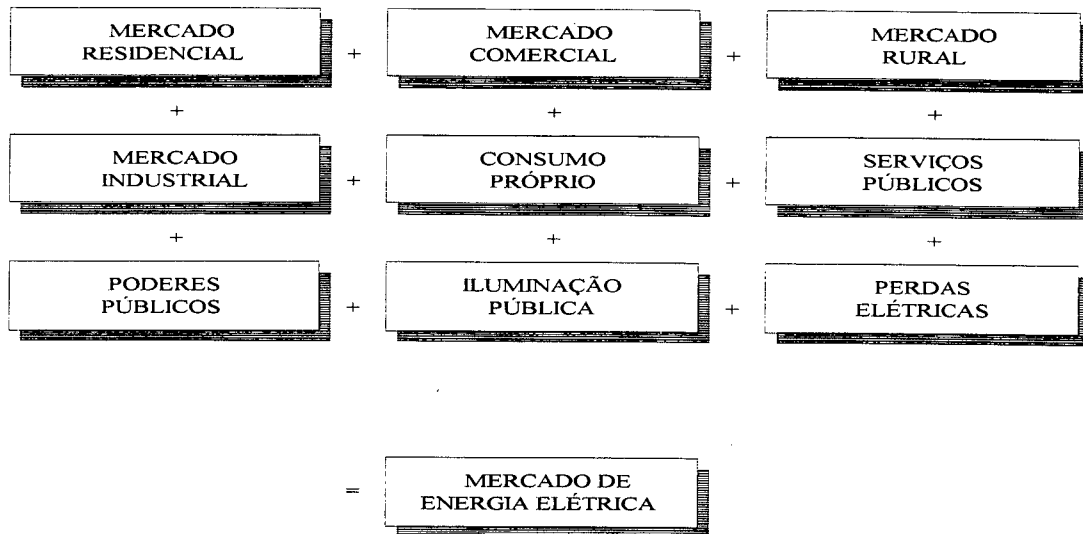 MERCADO
RESIDENCIAL
+
MERCADO
COMERCIAL
+
MERCADO
RURAL
+
+
+
MERCADO
INDUSTRIAL
+
CONSUMO
PRÓPRIO
+
SERVIÇOS
PÚBLICOS
+
+
+
PODERES
PÚBLICOS
+
ILUMINAÇÃO
PÚBLICA
+
PERDAS
ELÉTRICAS
=
MERCADO DE
ENERGIA ELÉTRICA